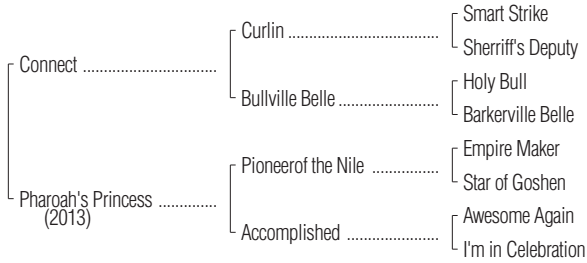 Smart Strike
Curlin ........................................
Sherriff's Deputy
Connect ....................................
Holy Bull
Bullville Belle ...........................
Barkerville Belle
Empire Maker
Pioneerof the Nile ..................
Star of Goshen
Pharoah's Princess ...............
(2013)
Awesome Again
Accomplished ........................
I'm in Celebration